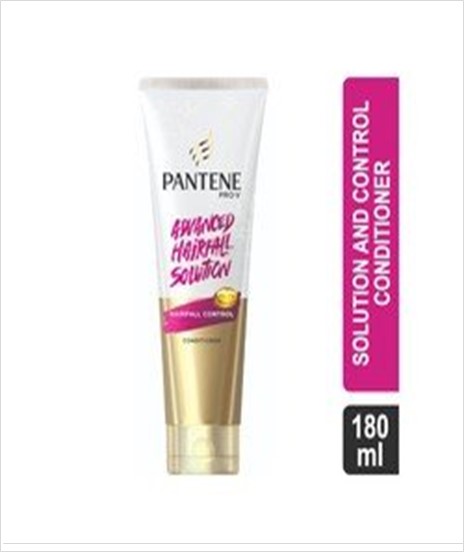 PANTENE
PRO-V
ADVANCED
HAIRFALL
SOLUTION
HAIRFALL CONTROL
CONDITIONER
SOLUTION AND CONTROL
CONDITIONER
180
ml